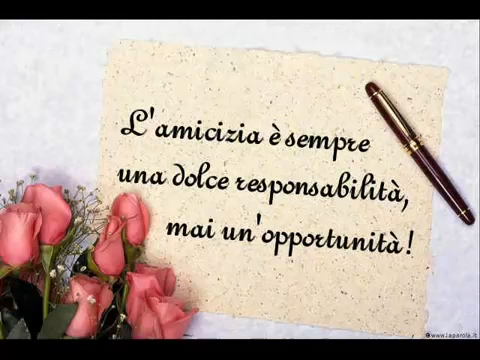 L'amicizia è sempre
una dolce responsabilità,
mai un'opportunità!
©www.laparola.it